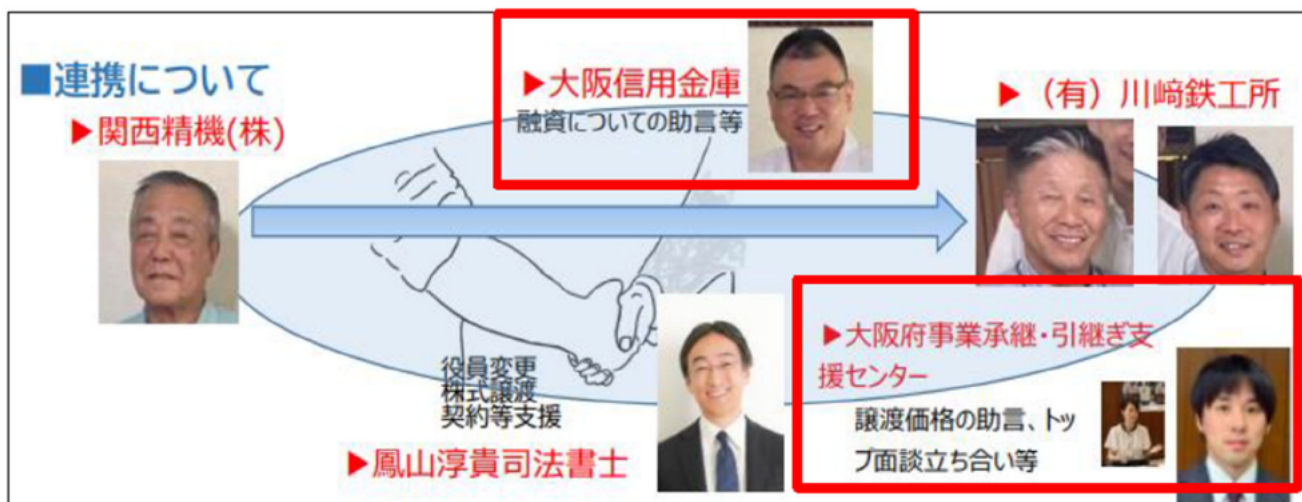 ■連携について
▶関西精機(株)
▶大阪信用金庫
融資についての助言等
▶（有）川﨑鉄工所
役員変更
株式譲渡
契約等支援
▶鳳山淳貴司法書士
▶大阪府事業承継・引継ぎ支
援センター
譲渡価格の助言、トッ
プ面談立ち合い等